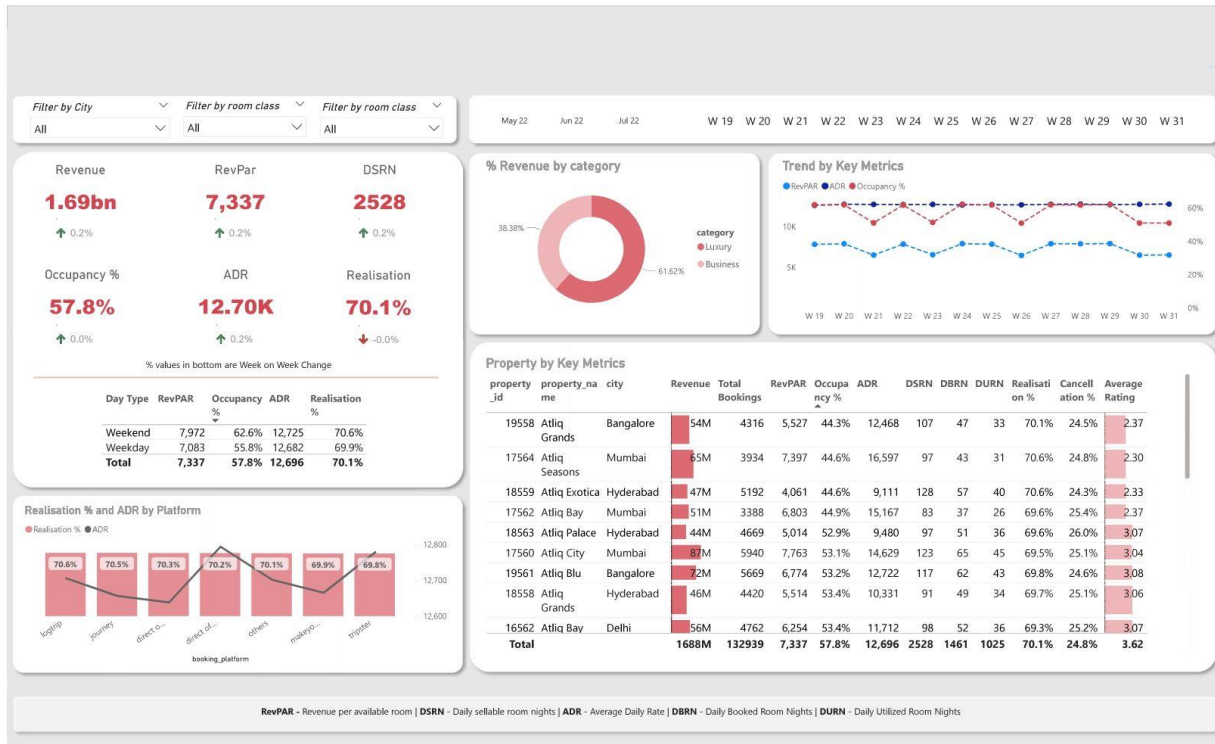 Filter by City
All
Filter by room class
All
Filter by room class
All
May 22 Jun 22 Jul 22 W 19 W 20 W 21 W 22 W 23 W 24 W 25 W 26 W 27 W 28 W 29 W 30 W 31
Revenue RevPar DSRN
1.69bn 7,337 2528
0.2% 0.2% 0.2%
Occupancy % ADR Realisation
57.8% 12.70K 70.1%
0.0% 0.2% -0.0%
% values in bottom are Week on Week Change
Day Type RevPAR Occupancy % ADR Realisation %
Weekend 7,972 62.6% 12,725 70.6%
Weekday 7,083 55.8% 12,682 69.9%
Total 7,337 57.8% 12,696 70.1%
Realisation % and ADR by Platform
Realisation % ADR
12,800
12,700
12,600
70.6% 70.5% 70.3% 70.2% 70.1% 69.9% 69.8%
logtrip journey direct o... direct of... others makeyo... tripster
booking_platform
% Revenue by category
38.38%
61.62%
category
Luxury
Business
Trend by Key Metrics
RevPAR ADR Occupancy %
10K
5K
60%
40%
20%
0%
W 19 W 20 W 21 W 22 W 23 W 24 W 25 W 26 W 27 W 28 W 29 W 30 W 31
Property by Key Metrics
property_id property_name city Revenue Total Bookings RevPAR Occupancy % ADR DSRN DBRN DURN Realisation % Cancellation % Average Rating
19558 Atliq Grands Bangalore 54M 4316 5,527 44.3% 12,468 107 47 33 70.1% 24.5% 2.37
17564 Atliq Seasons Mumbai 65M 3934 7,397 44.6% 16,597 97 43 31 70.6% 24.8% 2.30
18559 Atliq Exotica Hyderabad 47M 5192 4,061 44.6% 9,111 128 57 40 70.6% 24.3% 2.33
17562 Atliq Bay Mumbai 51M 3388 6,803 44.9% 15,167 83 37 26 69.6% 25.4% 2.37
18563 Atliq Palace Hyderabad 44M 4669 5,014 52.9% 9,480 97 51 36 69.6% 26.0% 3.07
17560 Atliq City Mumbai 87M 5940 7,763 53.1% 14,629 123 65 45 69.5% 25.1% 3.04
19561 Atliq Blu Bangalore 72M 5669 6,774 53.2% 12,722 117 62 43 69.8% 24.6% 3.08
18558 Atliq Grands Hyderabad 46M 4420 5,514 53.4% 10,331 91 49 34 69.7% 25.1% 3.06
16562 Atliq Bay Delhi 56M 4762 6,254 53.4% 11,712 98 52 36 69.3% 25.2% 3.07
Total 1688M 132939 7,337 57.8% 12,696 2528 1461 1025 70.1% 24.8% 3.62
RevPAR - Revenue per available room | DSRN - Daily sellable room nights | ADR - Average Daily Rate | DBRN - Daily Booked Room Nights | DURN - Daily Utilized Room Nights